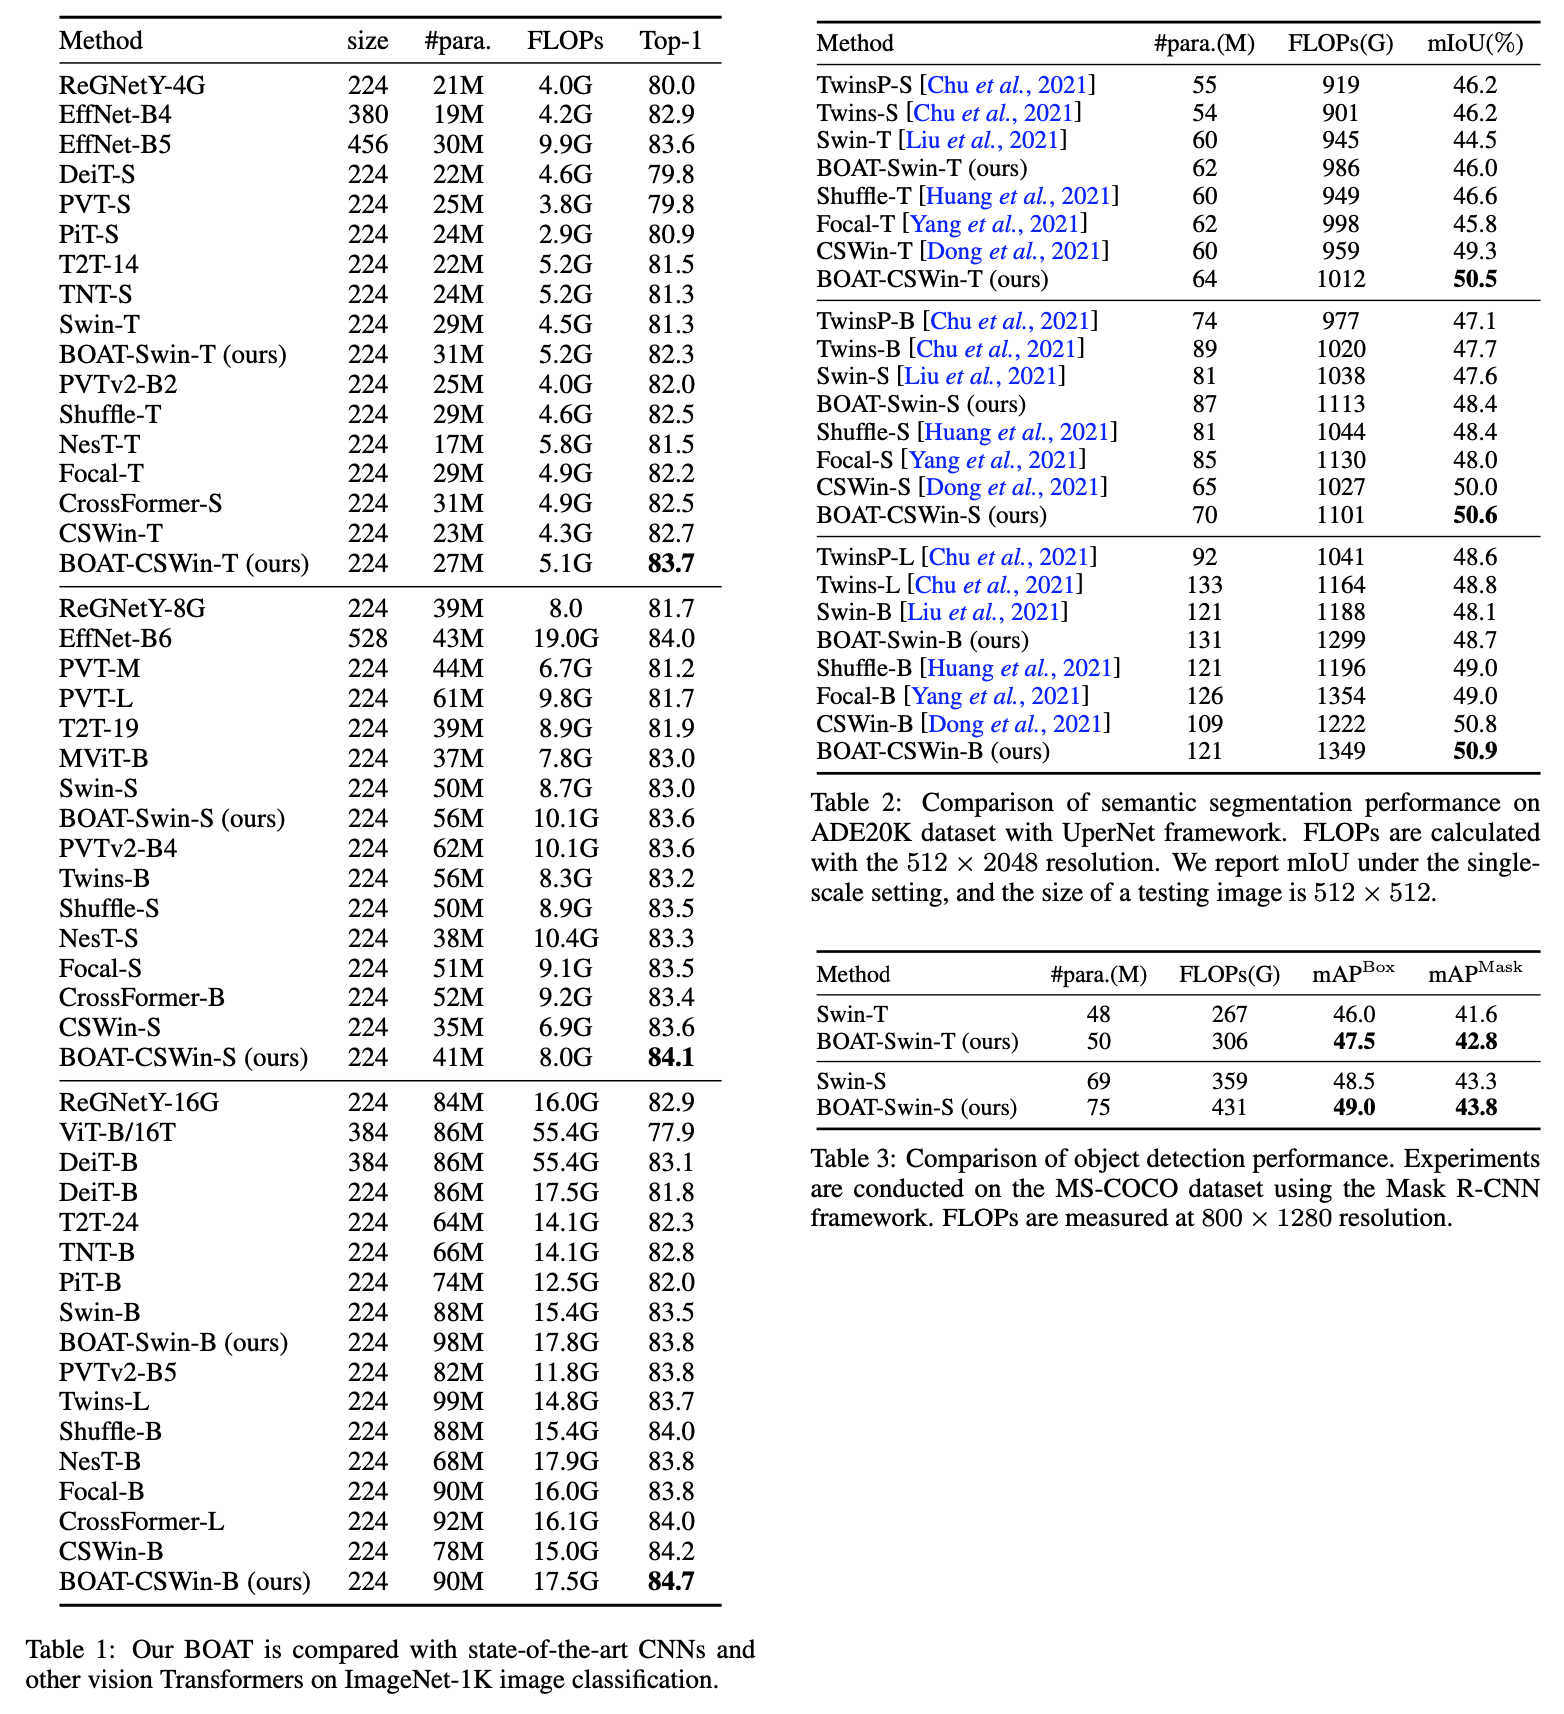 Method size #para. FLOPs Top-1
ReGNetY-4G 224 21M 4.0G 80.0
EffNet-B4 380 19M 4.2G 82.9
EffNet-B5 456 30M 9.9G 83.6
DeiT-S 224 22M 4.6G 79.8
PVT-S 224 25M 3.8G 79.8
PiT-S 224 24M 2.9G 80.9
T2T-14 224 22M 5.2G 81.5
TNT-S 224 24M 5.2G 81.3
Swin-T 224 29M 4.5G 81.3
BOAT-Swin-T (ours) 224 31M 5.2G 82.3
PVTv2-B2 224 25M 4.0G 82.0
Shuffle-T 224 29M 4.6G 82.5
NesT-T 224 17M 5.8G 81.5
Focal-T 224 29M 4.9G 82.2
CrossFormer-S 224 31M 4.9G 82.5
CSWin-T 224 23M 4.3G 82.7
BOAT-CSWin-T (ours) 224 27M 5.1G 83.7
ReGNetY-8G 224 39M 8.0 81.7
EffNet-B6 528 43M 19.0G 84.0
PVT-M 224 44M 6.7G 81.2
PVT-L 224 61M 9.8G 81.7
T2T-19 224 39M 8.9G 81.9
MViT-B 224 37M 7.8G 83.0
Swin-S 224 50M 8.7G 83.0
BOAT-Swin-S (ours) 224 56M 10.1G 83.6
PVTv2-B4 224 62M 10.1G 83.6
Twins-B 224 56M 8.3G 83.2
Shuffle-S 224 50M 8.9G 83.5
NesT-S 224 38M 10.4G 83.3
Focal-S 224 51M 9.1G 83.5
CrossFormer-B 224 52M 9.2G 83.4
CSWin-S 224 35M 6.9G 83.6
BOAT-CSWin-S (ours) 224 41M 8.0G 84.1
ReGNetY-16G 224 84M 16.0G 82.9
ViT-B/16T 384 86M 55.4G 77.9
DeiT-B 384 86M 55.4G 83.1
DeiT-B 224 86M 17.5G 81.8
T2T-24 224 64M 14.1G 82.3
TNT-B 224 66M 14.1G 82.8
PiT-B 224 74M 12.5G 82.0
Swin-B 224 88M 15.4G 83.5
BOAT-Swin-B (ours) 224 98M 17.8G 83.8
PVTv2-B5 224 82M 11.8G 83.8
Twins-L 224 99M 14.8G 83.7
Shuffle-B 224 88M 15.4G 84.0
NesT-B 224 68M 17.9G 83.8
Focal-B 224 90M 16.0G 83.8
CrossFormer-L 224 92M 16.1G 84.0
CSWin-B 224 78M 15.0G 84.2
BOAT-CSWin-B (ours) 224 90M 17.5G 84.7
Table 1: Our BOAT is compared with state-of-the-art CNNs and
other vision Transformers on ImageNet-1K image classification.
Method #para.(M) FLOPs(G) mIoU(%)
TwinsP-S [Chu et al., 2021] 55 919 46.2
Twins-S [Chu et al., 2021] 54 901 46.2
Swin-T [Liu et al., 2021] 60 945 44.5
BOAT-Swin-T (ours) 62 986 46.0
Shuffle-T [Huang et al., 2021] 60 949 46.6
Focal-T [Yang et al., 2021] 62 998 45.8
CSWin-T [Dong et al., 2021] 60 959 49.3
BOAT-CSWin-T (ours) 64 1012 50.5
TwinsP-B [Chu et al., 2021] 74 977 47.1
Twins-B [Chu et al., 2021] 89 1020 47.7
Swin-S [Liu et al., 2021] 81 1038 47.6
BOAT-Swin-S (ours) 87 1113 48.4
Shuffle-S [Huang et al., 2021] 81 1044 48.4
Focal-S [Yang et al., 2021] 85 1130 48.0
CSWin-S [Dong et al., 2021] 65 1027 50.0
BOAT-CSWin-S (ours) 70 1101 50.6
TwinsP-L [Chu et al., 2021] 92 1041 48.6
Twins-L [Chu et al., 2021] 133 1164 48.8
Swin-B [Liu et al., 2021] 121 1188 48.1
BOAT-Swin-B (ours) 131 1299 48.7
Shuffle-B [Huang et al., 2021] 121 1196 49.0
Focal-B [Yang et al., 2021] 126 1354 49.0
CSWin-B [Dong et al., 2021] 109 1222 50.8
BOAT-CSWin-B (ours) 121 1349 50.9
Table 2: Comparison of semantic segmentation performance on
ADE20K dataset with UperNet framework. FLOPs are calculated
with the 512 × 2048 resolution. We report mIoU under the single-
scale setting, and the size of a testing image is 512 × 512.
Method #para.(M) FLOPs(G) mAP^Box mAP^Mask
Swin-T 48 267 46.0 41.6
BOAT-Swin-T (ours) 50 306 47.5 42.8
Swin-S 69 359 48.5 43.3
BOAT-Swin-S (ours) 75 431 49.0 43.8
Table 3: Comparison of object detection performance. Experiments
are conducted on the MS-COCO dataset using the Mask R-CNN
framework. FLOPs are measured at 800 × 1280 resolution.